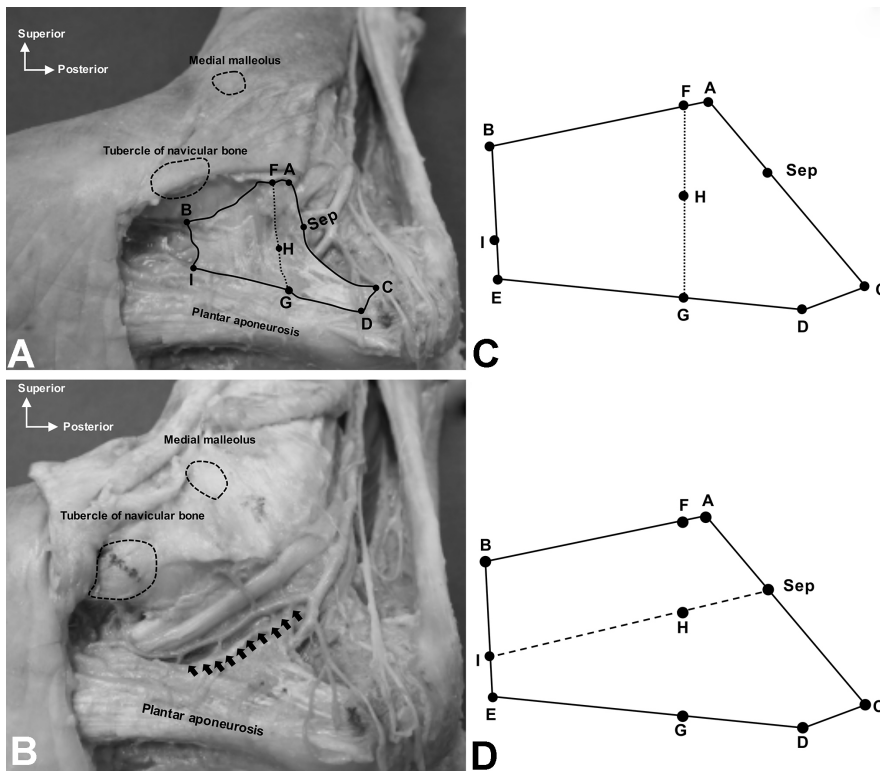 Superior
Posterior
Medial malleolus
Tubercle of navicular bone
F A
B
Sep
H
I
G
C
D
Plantar aponeurosis
A
F A
B
Sep
H
I
E
G
D
C
C
Superior
Posterior
Medial malleolus
Tubercle of navicular bone
Plantar aponeurosis
B
F A
B
Sep
H
I
E
G
D
C
D